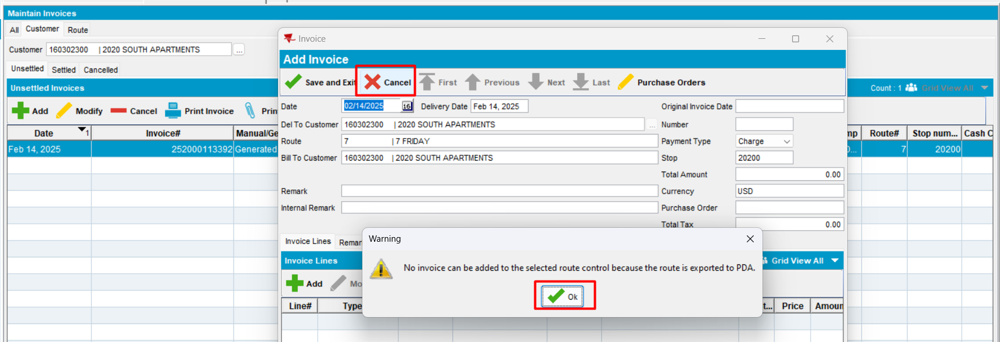 Maintain Invoices
All Customer Route
Customer 160302300 | 2020 SOUTH APARTMENTS ...
Unsettled Settled Cancelled
Unsettled Invoices
Count : 1 Grid View All
Add Modify Cancel Print Invoice Prin
Date 1 Invoice# Manual/Ge
mp Route# Stop num... Cash C
Feb 14, 2025 252000113392 Generated
0... 7 20200
Invoice
Add Invoice
Save and Exit Cancel First Previous Next Last Purchase Orders
Date 02/14/2025 16 Delivery Date Feb 14, 2025 Original Invoice Date
Del To Customer 160302300 | 2020 SOUTH APARTMENTS ... Number
Route 7 | 7 FRIDAY Payment Type Charge
Bill To Customer 160302300 | 2020 SOUTH APARTMENTS Stop 20200
Total Amount 0.00
Remark Currency USD
Internal Remark Purchase Order
Total Tax 0.00
Invoice Lines Remar
Invoice Lines Grid View All
Add Mo
Line# Type t... Price Amoun
Warning
No invoice can be added to the selected route control because the route is exported to PDA.
Ok